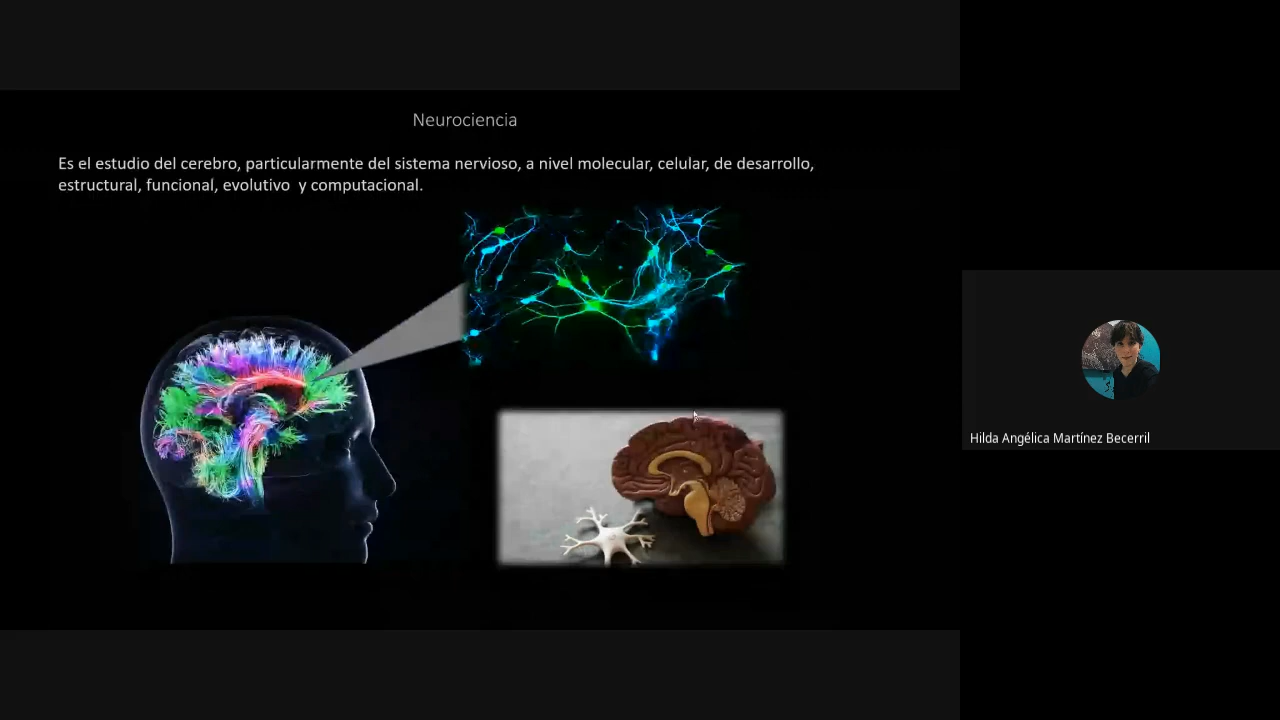 Neurociencia
Es el estudio del cerebro, particularmente del sistema nervioso, a nivel molecular, celular, de desarrollo,
estructural, funcional, evolutivo y computacional.
Hilda Angélica Martínez Becerril